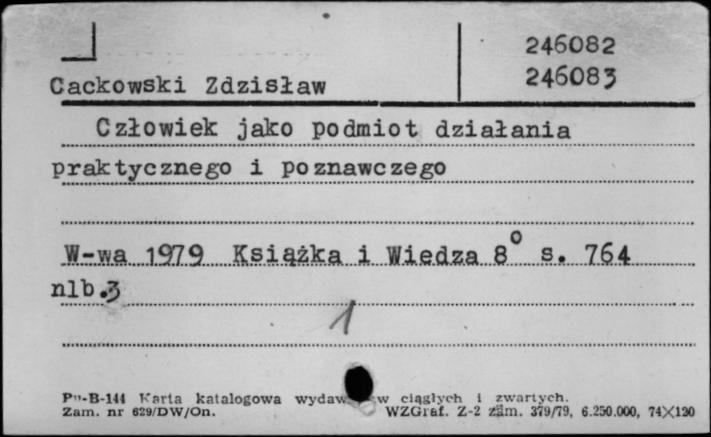 246082
Cackowski Zdzisław 246083
Człowiek jako podmiot działania
praktycznego i poznawczego
W-wa 1979 Książka i Wiedza 8° s. 764
nlb.3
1
Pu-B-144 Karta katalogowa w ciągłych i zwartych.
Zam. nr 629/DW/On. WZGraf. Z-2 zam. 379/79, 6.250.000, 74×120